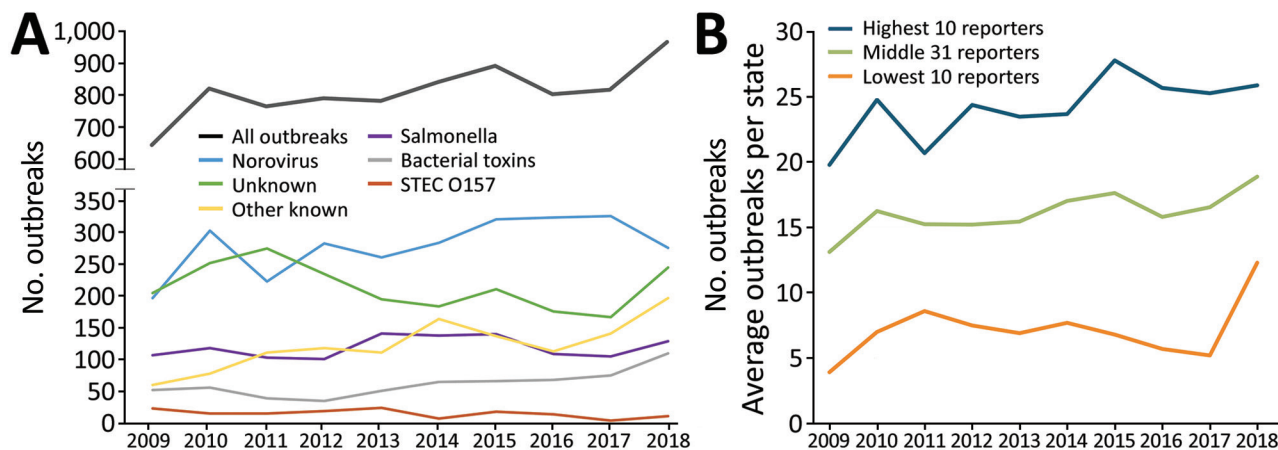 A
No. outbreaks
1,000
900
800
700
600
350
300
250
200
150
100
50
0
All outbreaks
Norovirus
Unknown
Other known
Salmonella
Bacterial toxins
STEC O157
2009 2010 2011 2012 2013 2014 2015 2016 2017 2018
B
No. outbreaks
Average outbreaks per state
30
25
20
15
10
5
0
Highest 10 reporters
Middle 31 reporters
Lowest 10 reporters
2009 2010 2011 2012 2013 2014 2015 2016 2017 2018